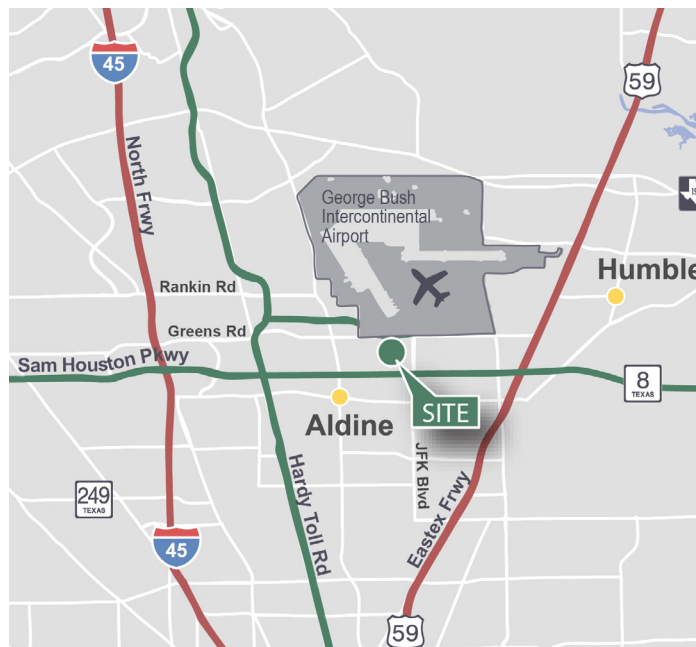 45
59
North Frwy
George Bush
Intercontinental
Airport
Humble
Rankin Rd
Greens Rd
Sam Houston Pkwy
8
TEXAS
SITE
Aldine
JFK Blvd
Hardy Toll Rd
Eastex Frwy
249
TEXAS
45
59